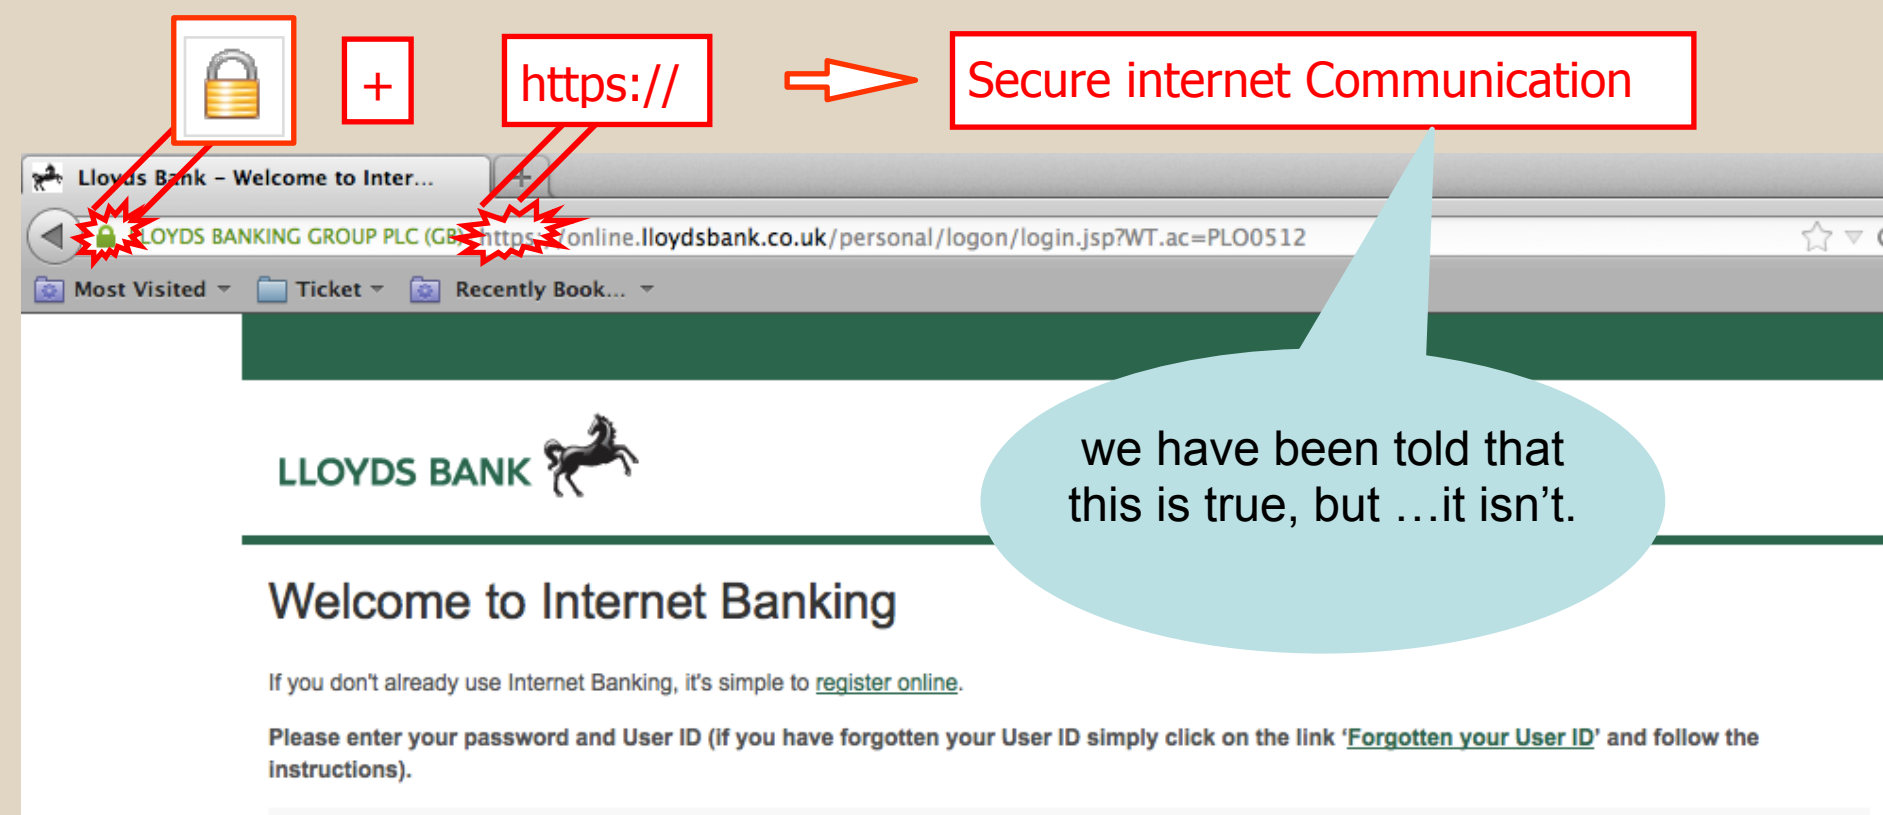 +
https://
Secure internet Communication
Lloyds Bank – Welcome to Inter...
+
LLOYDS BANKING GROUP PLC (GB) https://online.lloydsbank.co.uk/personal/logon/login.jsp?WT.ac=PLO0512
Most Visited Ticket Recently Book...
we have been told that
this is true, but …it isn’t.
LLOYDS BANK
Welcome to Internet Banking
If you don't already use Internet Banking, it's simple to register online.
Please enter your password and User ID (if you have forgotten your User ID simply click on the link ‘Forgotten your User ID’ and follow the
instructions).